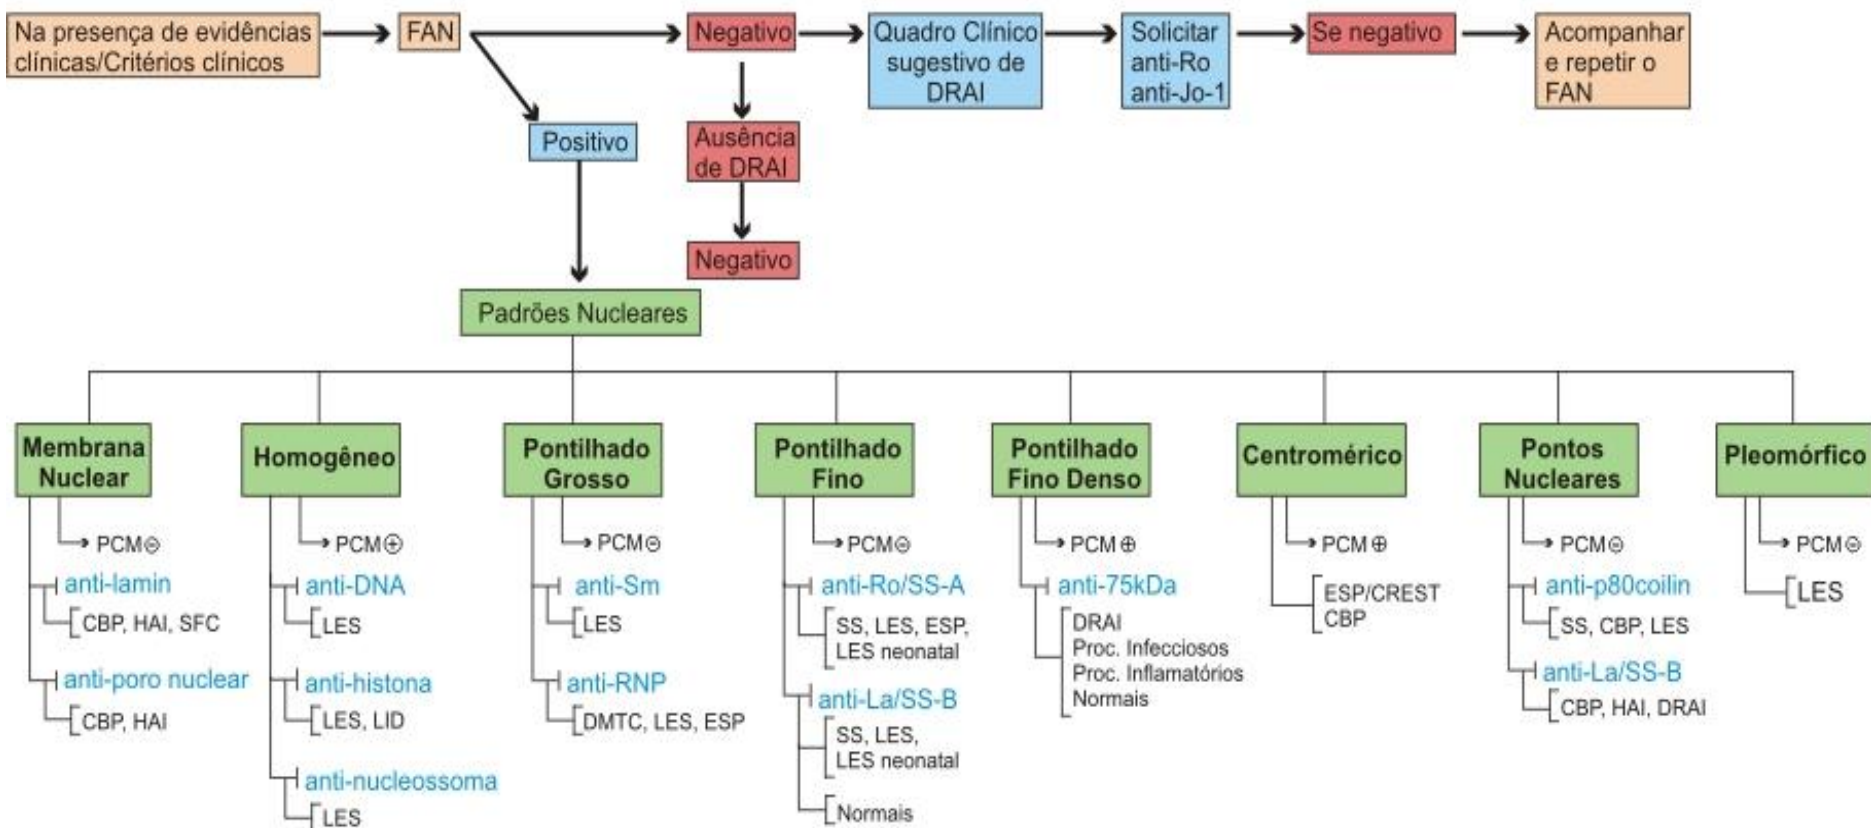 Na presença de evidências
clínicas/Critérios clínicos
FAN
Negativo
Quadro Clínico
sugestivo de
DRAI
Solicitar
anti-Ro
anti-Jo-1
Se negativo
Acompanhar
e repetir o
FAN
Positivo
Ausência
de DRAI
Negativo
Padrões Nucleares
Membrana
Nuclear
PCM⊖
anti-lamin
CBP, HAI, SFC
anti-poro nuclear
CBP, HAI
Homogêneo
PCM⊕
anti-DNA
LES
anti-histona
LES, LID
anti-nucleossoma
LES
Pontilhado
Grosso
PCM⊖
anti-Sm
LES
anti-RNP
DMTC, LES, ESP
Pontilhado
Fino
PCM⊖
anti-Ro/SS-A
SS, LES, ESP,
LES neonatal
anti-La/SS-B
SS, LES,
LES neonatal
Normais
Pontilhado
Fino Denso
PCM⊕
anti-75kDa
DRAI
Proc. Infecciosos
Proc. Inflamatórios
Normais
Centromérico
PCM⊕
ESP/CREST
CBP
Pontos
Nucleares
PCM⊖
anti-p80coilin
SS, CBP, LES
anti-La/SS-B
CBP, HAI, DRAI
Pleomórfico
PCM⊖
LES